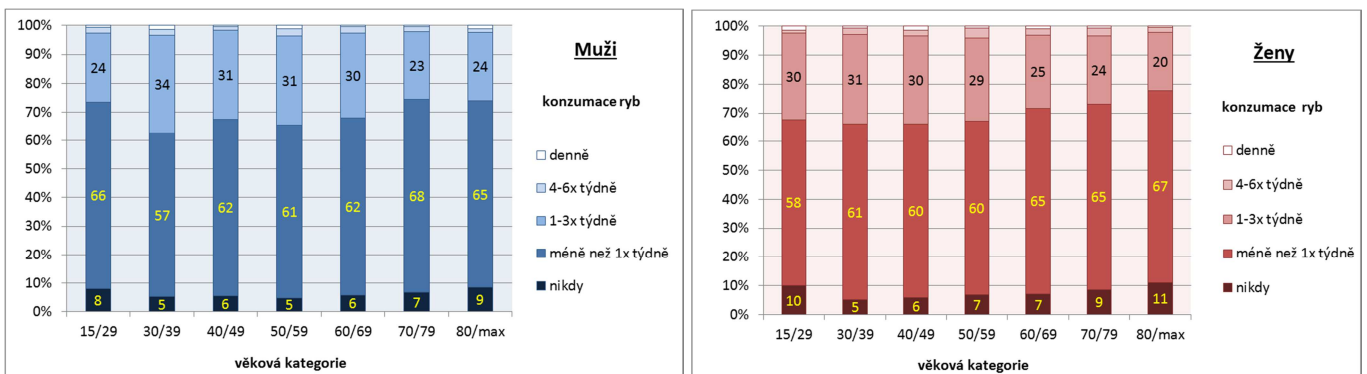 Muži
konzumace ryb
denně
4-6x týdně
1-3x týdně
méně než 1x týdně
nikdy
100%
90%
80%
70%
60%
50%
40%
30%
20%
10%
0%
24 34 31 31 30 23 24
66 57 62 61 62 68 65
8 5 6 5 6 7 9
15/29 30/39 40/49 50/59 60/69 70/79 80/max
věková kategorie
Ženy
konzumace ryb
denně
4-6x týdně
1-3x týdně
méně než 1x týdně
nikdy
100%
90%
80%
70%
60%
50%
40%
30%
20%
10%
0%
30 31 30 29 25 24 20
58 61 60 60 65 65 67
10 5 6 7 7 9 11
15/29 30/39 40/49 50/59 60/69 70/79 80/max
věková kategorie